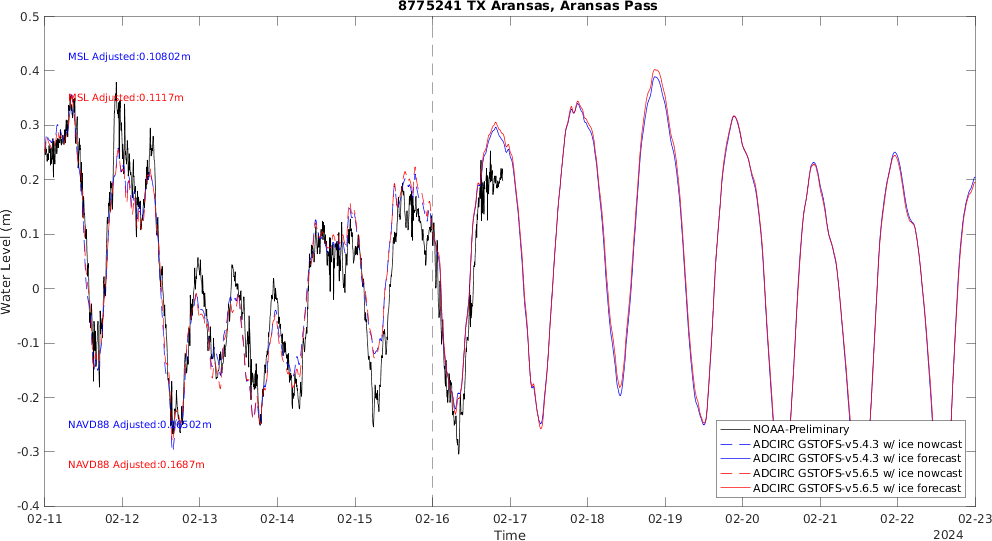 8775241 TX Aransas, Aransas Pass
0.5
0.4
0.3
0.2
0.1
0
-0.1
-0.2
-0.3
-0.4
Water Level (m)
MSL Adjusted:0.10802m
MSL Adjusted:0.1117m
NAVD88 Adjusted:0.16502m
NAVD88 Adjusted:0.1687m
NOAA-Preliminary
ADCIRC GSTOFS-v5.4.3 w/ ice nowcast
ADCIRC GSTOFS-v5.4.3 w/ ice forecast
ADCIRC GSTOFS-v5.6.5 w/ ice nowcast
ADCIRC GSTOFS-v5.6.5 w/ ice forecast
02-11 02-12 02-13 02-14 02-15 02-16 02-17 02-18 02-19 02-20 02-21 02-22 02-23
Time
2024